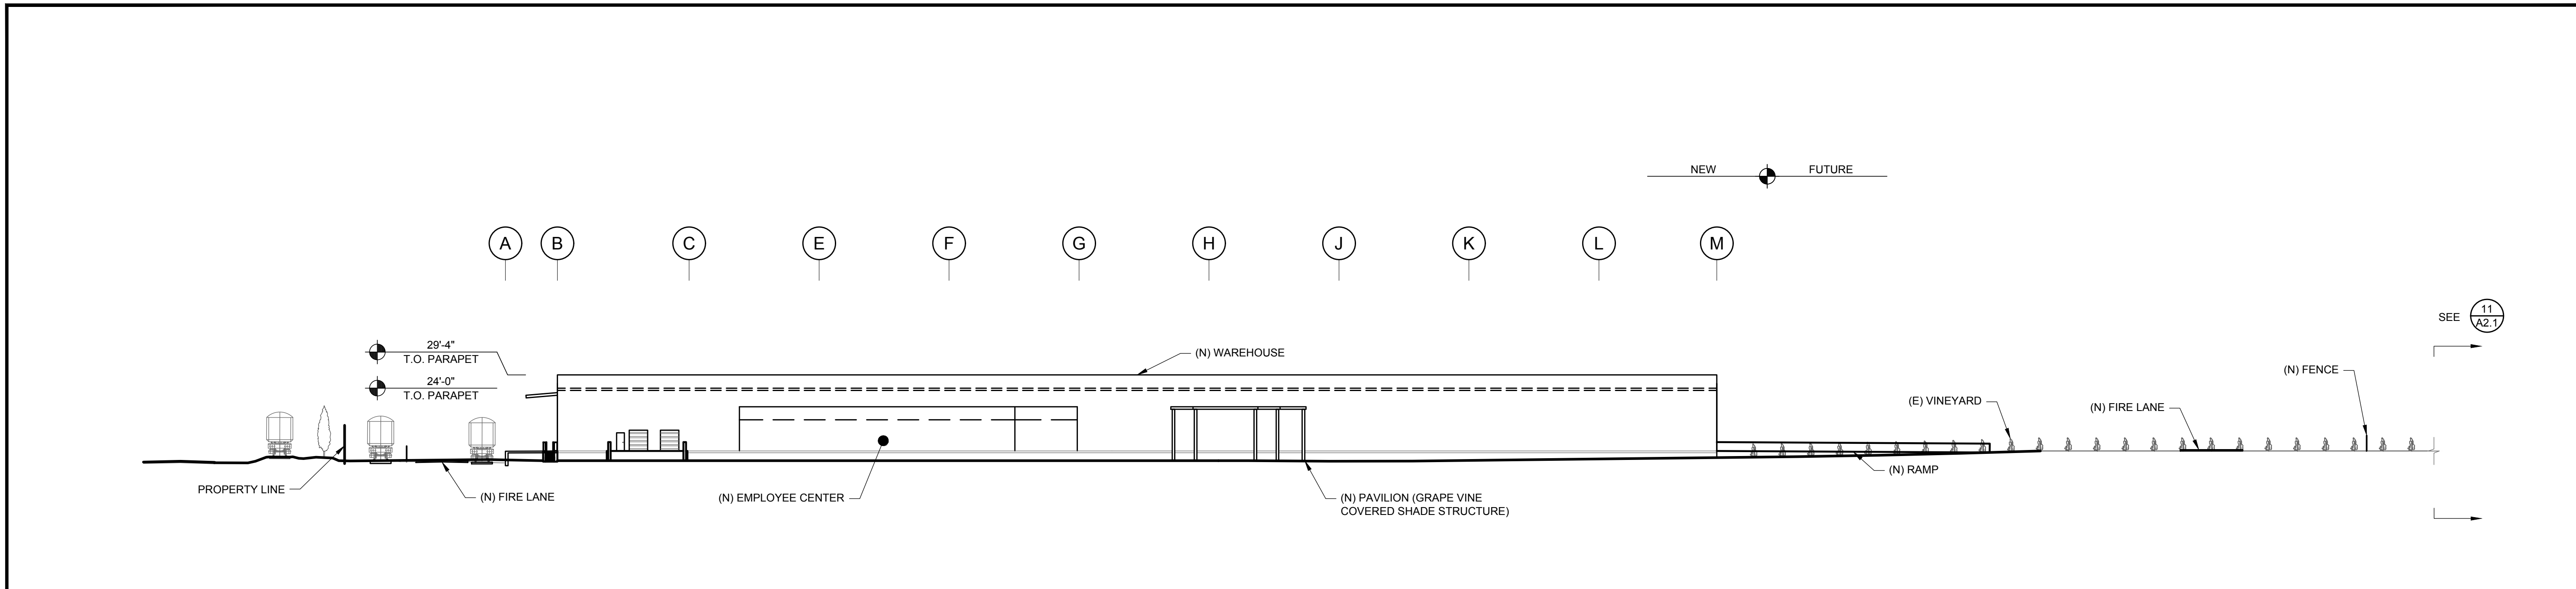 NEW
FUTURE
A
B
C
E
F
G
H
J
K
L
M
SEE
11
A2.1
29'-4"
T.O. PARAPET
24'-0"
T.O. PARAPET
(N) WAREHOUSE
(N) FENCE
(E) VINEYARD
(N) FIRE LANE
PROPERTY LINE
(N) FIRE LANE
(N) EMPLOYEE CENTER
(N) PAVILION (GRAPE VINE
COVERED SHADE STRUCTURE)
(N) RAMP